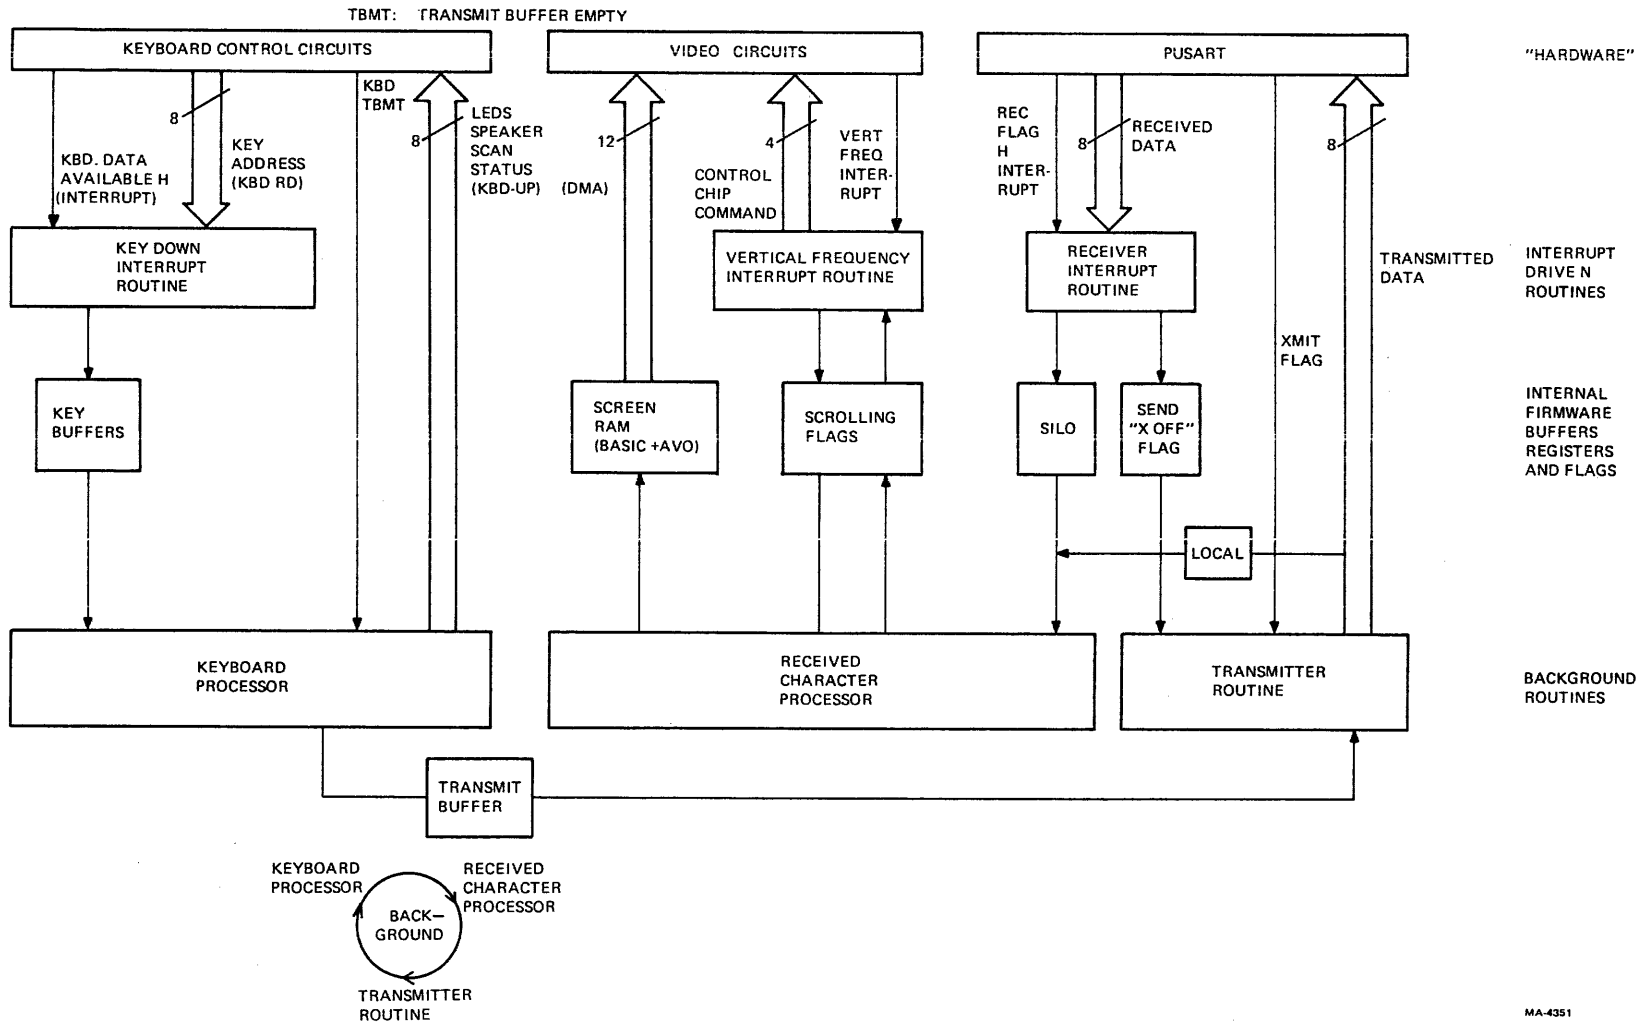 TBMT: TRANSMIT BUFFER EMPTY
KEYBOARD CONTROL CIRCUITS
VIDEO CIRCUITS
PUSART
"HARDWARE"
8
KBD. DATA
AVAILABLE H
(INTERRUPT)
KEY
ADDRESS
(KBD RD)
KBD
TBMT
8
LEDS
SPEAKER
SCAN
STATUS
(KBD-UP)
(DMA)
12
4
CONTROL
CHIP
COMMAND
VERT
FREQ
INTER-
RUPT
REC
FLAG
H
INTER-
RUPT
8
RECEIVED
DATA
8
KEY DOWN
INTERRUPT
ROUTINE
VERTICAL FREQUENCY
INTERRUPT ROUTINE
RECEIVER
INTERRUPT
ROUTINE
TRANSMITTED
DATA
INTERRUPT
DRIVE N
ROUTINES
XMIT
FLAG
KEY
BUFFERS
SCREEN
RAM
(BASIC +AVO)
SCROLLING
FLAGS
SILO
SEND
"X OFF"
FLAG
INTERNAL
FIRMWARE
BUFFERS
REGISTERS
AND FLAGS
LOCAL
KEYBOARD
PROCESSOR
RECEIVED
CHARACTER
PROCESSOR
TRANSMITTER
ROUTINE
BACKGROUND
ROUTINES
TRANSMIT
BUFFER
KEYBOARD
PROCESSOR
RECEIVED
CHARACTER
PROCESSOR
BACK—
GROUND
TRANSMITTER
ROUTINE
MA-4351